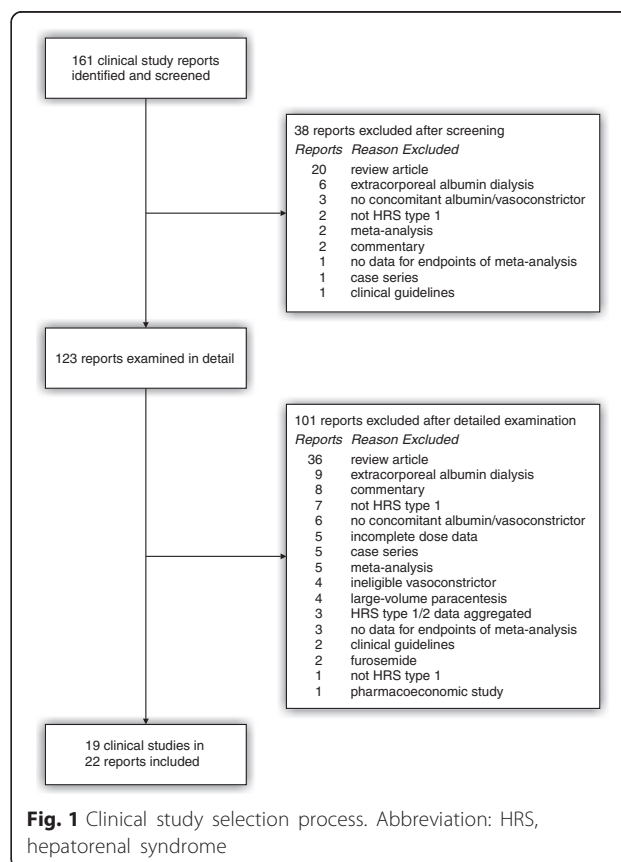 161 clinical study reports
identified and screened
38 reports excluded after screening
Reports Reason Excluded
20 review article
6 extracorporeal albumin dialysis
3 no concomitant albumin/vasoconstrictor
2 not HRS type 1
2 meta-analysis
2 commentary
1 no data for endpoints of meta-analysis
1 case series
1 clinical guidelines
123 reports examined in detail
101 reports excluded after detailed examination
Reports Reason Excluded
36 review article
9 extracorporeal albumin dialysis
8 commentary
7 not HRS type 1
6 no concomitant albumin/vasoconstrictor
5 incomplete dose data
5 case series
5 meta-analysis
4 ineligible vasoconstrictor
4 large-volume paracentesis
3 HRS type 1/2 data aggregated
3 no data for endpoints of meta-analysis
2 clinical guidelines
2 furosemide
1 not HRS type 1
1 pharmacoeconomic study
19 clinical studies in
22 reports included
Fig. 1 Clinical study selection process. Abbreviation: HRS,
hepatorenal syndrome